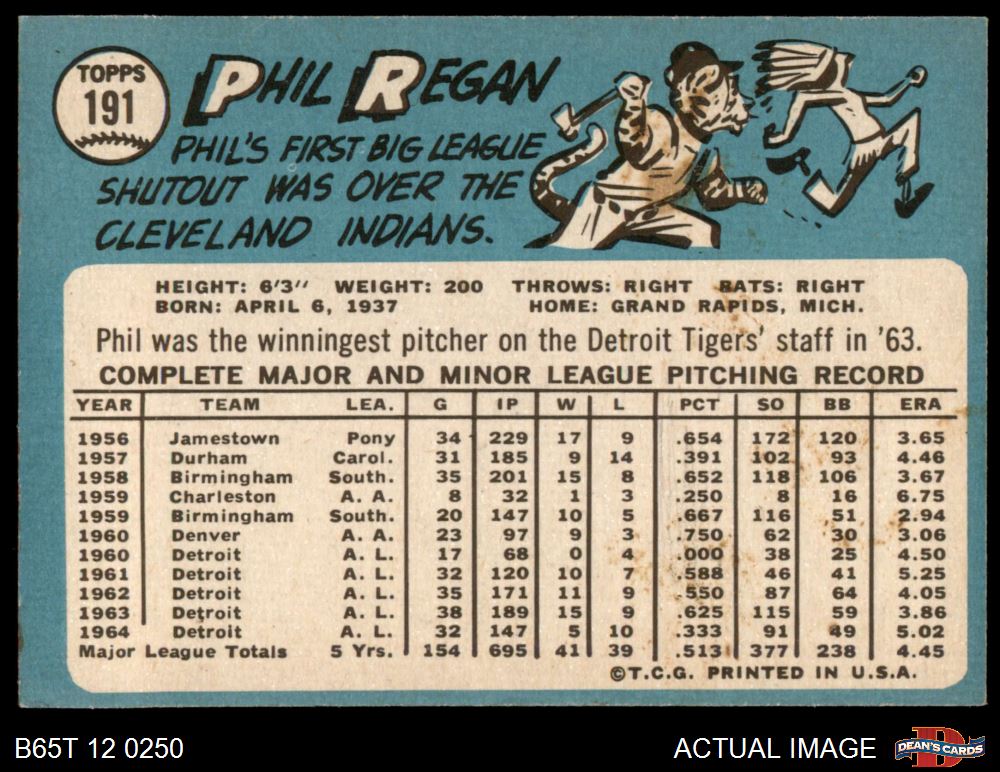 TOPPS
191
PHIL REGAN
PHIL'S FIRST BIG LEAGUE
SHUTOUT WAS OVER THE
CLEVELAND INDIANS.
HEIGHT: 6'3" WEIGHT: 200 THROWS: RIGHT BATS: RIGHT
BORN: APRIL 6, 1937 HOME: GRAND RAPIDS, MICH.
Phil was the winningest pitcher on the Detroit Tigers' staff in '63.
COMPLETE MAJOR AND MINOR LEAGUE PITCHING RECORD
YEAR TEAM LEA. G IP W L PCT SO BB ERA
1956 Jamestown Pony 34 229 17 9 .654 172 120 3.65
1957 Durham Carol. 31 185 9 14 .391 102 93 4.46
1958 Birmingham South. 35 201 15 8 .652 118 106 3.67
1959 Charleston A. A. 8 32 1 3 .250 8 16 6.75
1959 Birmingham South. 20 147 10 5 .667 116 51 2.94
1960 Denver A. A. 23 97 9 3 .750 62 30 3.06
1960 Detroit A. L. 17 68 0 4 .000 38 25 4.50
1961 Detroit A. L. 32 120 10 7 .588 46 41 5.25
1962 Detroit A. L. 35 171 11 9 .550 87 64 4.05
1963 Detroit A. L. 38 189 15 9 .625 115 59 3.86
1964 Detroit A. L. 32 147 5 10 .333 91 49 5.02
Major League Totals 5 Yrs. 154 695 41 39 .513 377 238 4.45
©T.C.G. PRINTED IN U.S.A.
B65T 12 0250 ACTUAL IMAGE D DEAN'S CARDS